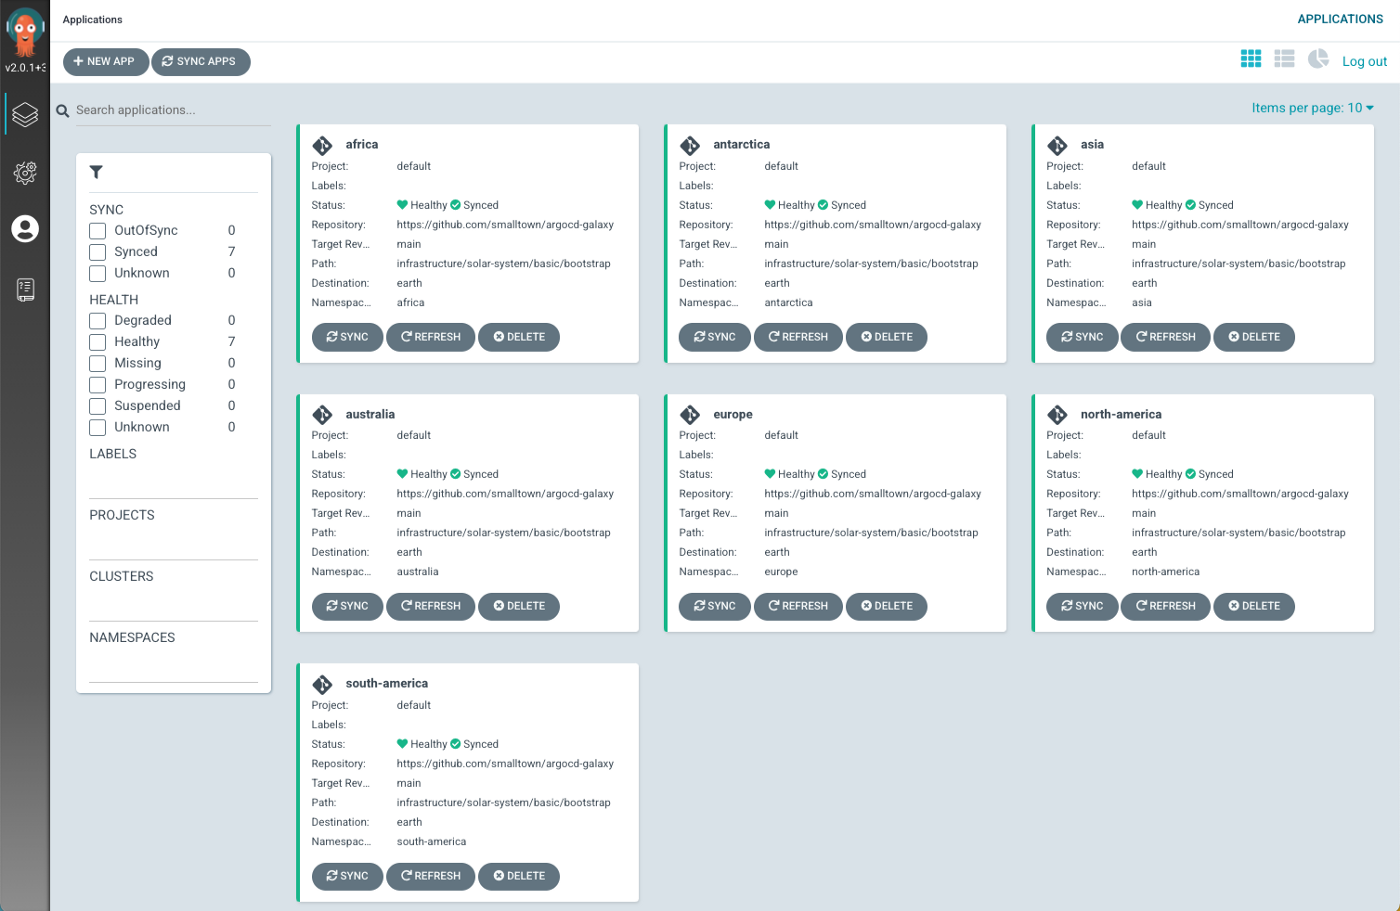 Applications
APPLICATIONS
v2.0.1+3
NEW APP
SYNC APPS
Log out
Search applications...
Items per page: 10
SYNC
OutOfSync 0
Synced 7
Unknown 0
HEALTH
Degraded 0
Healthy 7
Missing 0
Progressing 0
Suspended 0
Unknown 0
LABELS
PROJECTS
CLUSTERS
NAMESPACES
africa
Project: default
Labels:
Status: Healthy Synced
Repository: https://github.com/smalltown/argocd-galaxy
Target Rev... main
Path: infrastructure/solar-system/basic/bootstrap
Destination: earth
Namespac... africa
SYNC REFRESH DELETE
antarctica
Project: default
Labels:
Status: Healthy Synced
Repository: https://github.com/smalltown/argocd-galaxy
Target Rev... main
Path: infrastructure/solar-system/basic/bootstrap
Destination: earth
Namespac... antarctica
SYNC REFRESH DELETE
asia
Project: default
Labels:
Status: Healthy Synced
Repository: https://github.com/smalltown/argocd-galaxy
Target Rev... main
Path: infrastructure/solar-system/basic/bootstrap
Destination: earth
Namespac... asia
SYNC REFRESH DELETE
australia
Project: default
Labels:
Status: Healthy Synced
Repository: https://github.com/smalltown/argocd-galaxy
Target Rev... main
Path: infrastructure/solar-system/basic/bootstrap
Destination: earth
Namespac... australia
SYNC REFRESH DELETE
europe
Project: default
Labels:
Status: Healthy Synced
Repository: https://github.com/smalltown/argocd-galaxy
Target Rev... main
Path: infrastructure/solar-system/basic/bootstrap
Destination: earth
Namespac... europe
SYNC REFRESH DELETE
north-america
Project: default
Labels:
Status: Healthy Synced
Repository: https://github.com/smalltown/argocd-galaxy
Target Rev... main
Path: infrastructure/solar-system/basic/bootstrap
Destination: earth
Namespac... north-america
SYNC REFRESH DELETE
south-america
Project: default
Labels:
Status: Healthy Synced
Repository: https://github.com/smalltown/argocd-galaxy
Target Rev... main
Path: infrastructure/solar-system/basic/bootstrap
Destination: earth
Namespac... south-america
SYNC REFRESH DELETE